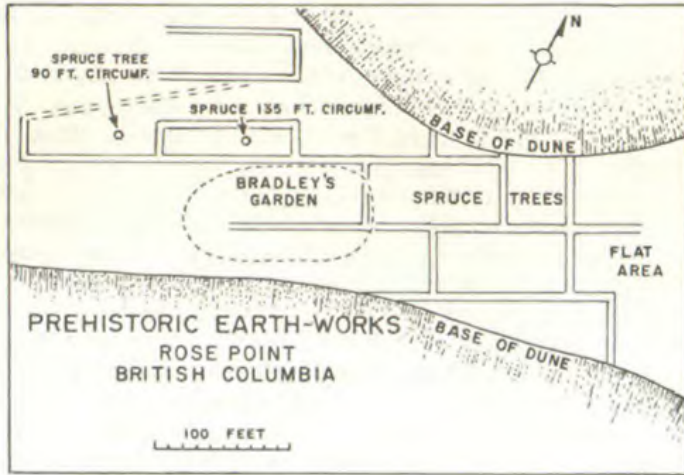 N
SPRUCE TREE
90 FT. CIRCUMF.
SPRUCE 135 FT. CIRCUMF.
BASE OF DUNE
BRADLEY'S
GARDEN
SPRUCE TREES
FLAT
AREA
BASE OF DUNE
PREHISTORIC EARTH-WORKS
ROSE POINT
BRITISH COLUMBIA
100 FEET